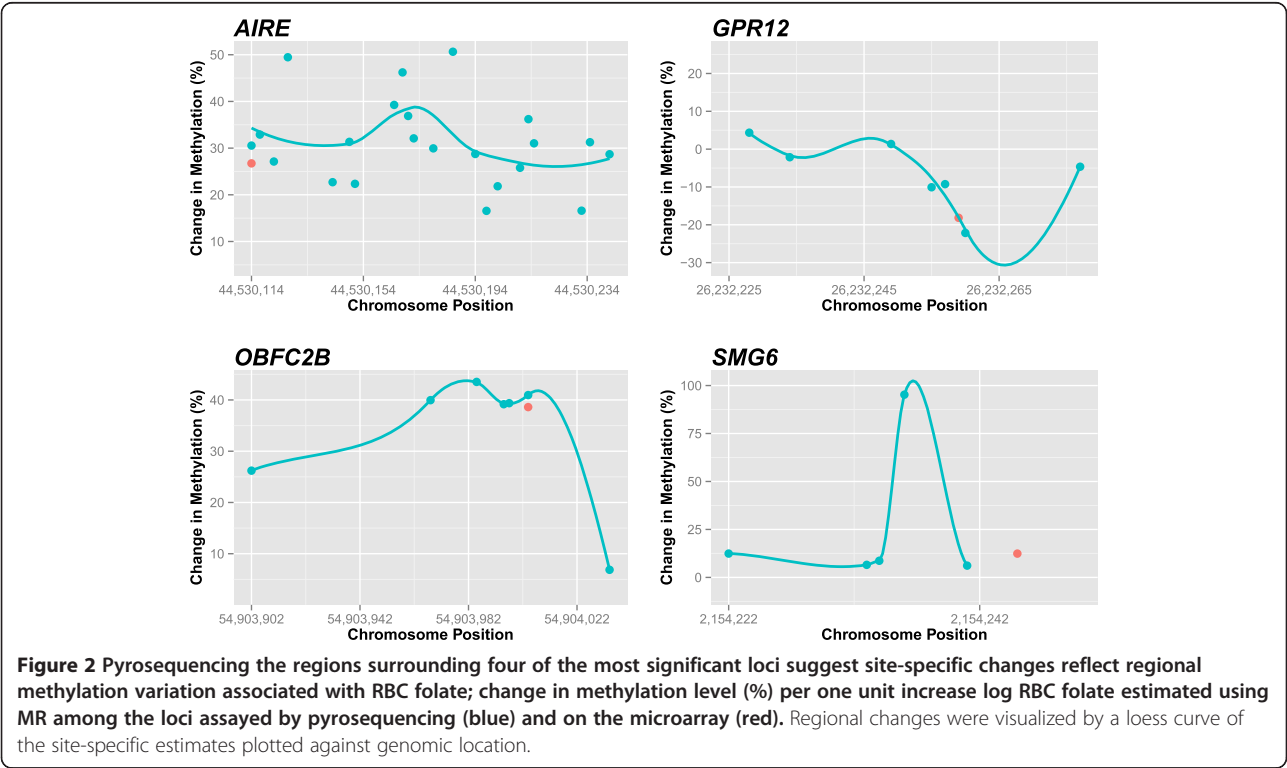 AIRE
GPR12
Change in Methylation (%)
50
40
30
20
10
44,530,114
44,530,154
44,530,194
44,530,234
Chromosome Position
Change in Methylation (%)
20
10
0
−10
−20
−30
26,232,225
26,232,245
26,232,265
Chromosome Position
OBFC2B
SMG6
Change in Methylation (%)
40
30
20
10
54,903,902
54,903,942
54,903,982
54,904,022
Chromosome Position
Change in Methylation (%)
100
75
50
25
0
2,154,222
2,154,242
Chromosome Position
Figure 2 Pyrosequencing the regions surrounding four of the most significant loci suggest site-specific changes reflect regional
methylation variation associated with RBC folate; change in methylation level (%) per one unit increase log RBC folate estimated using
MR among the loci assayed by pyrosequencing (blue) and on the microarray (red). Regional changes were visualized by a loess curve of
the site-specific estimates plotted against genomic location.